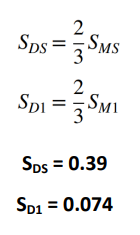 S_DS = 2/3 S_MS
S_D1 = 2/3 S_M1
S_DS = 0.39
S_D1 = 0.074